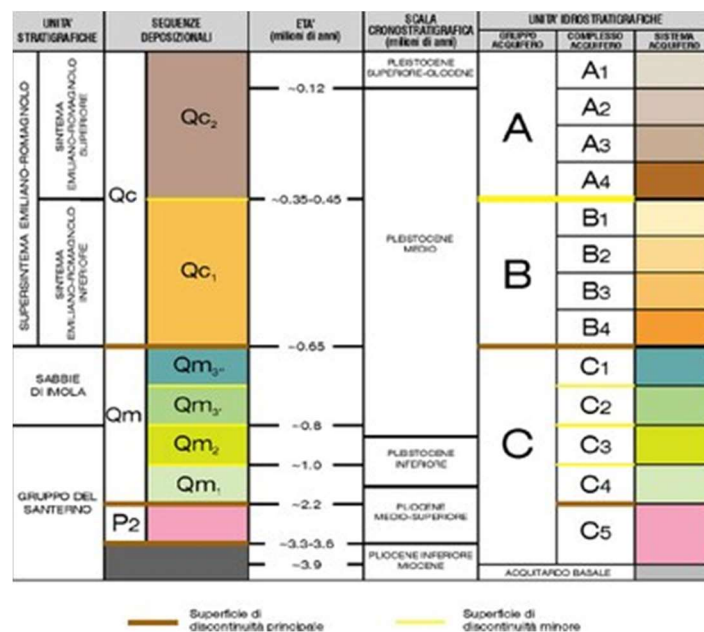 UNITA'
STRATIGRAFICHE
SEQUENZE
DEPOSIZIONALI
ETA'
(milioni di anni)
SCALA
CRONOSTRATIGRAFICA
(milioni di anni)
UNITA' IDROSTRATIGRAFICHE
GRUPPO
ACQUIFERO
COMPLESSO
ACQUIFERO
SISTEMA
ACQUIFERO
SUPERSINTEMA EMILIANO-ROMAGNOLO
SINTEMA
EMILIANO-ROMAGNOLO
SUPERIORE
SINTEMA
EMILIANO-ROMAGNOLO
INFERIORE
SABBIE
DI IMOLA
GRUPPO DEL
SANTERNO
Qc
Qm
P2
Qc2
Qc1
Qm3''
Qm3'
Qm2
Qm1
~0.12
~0.35-0.45
~0.65
~0.8
~1.0
~2.2
~3.3-3.6
~3.9
PLEISTOCENE
SUPERIORE-OLOCENE
PLEISTOCENE
MEDIO
PLEISTOCENE
INFERIORE
PLIOCENE
MEDIO-SUPERIORE
PLIOCENE INFERIORE
MIOCENE
A
B
C
A1
A2
A3
A4
B1
B2
B3
B4
C1
C2
C3
C4
C5
ACQUITARDO BASALE
Superficie di
discontinuità principale
Superficie di
discontinuità minore